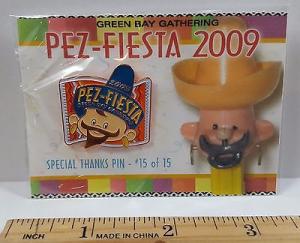 GREEN BAY GATHERING
PEZ-FIESTA 2009
2009
PEZ-FIESTA
SPECIAL THANKS PIN - #15 of 15
1
2
3
MADE IN CHINA